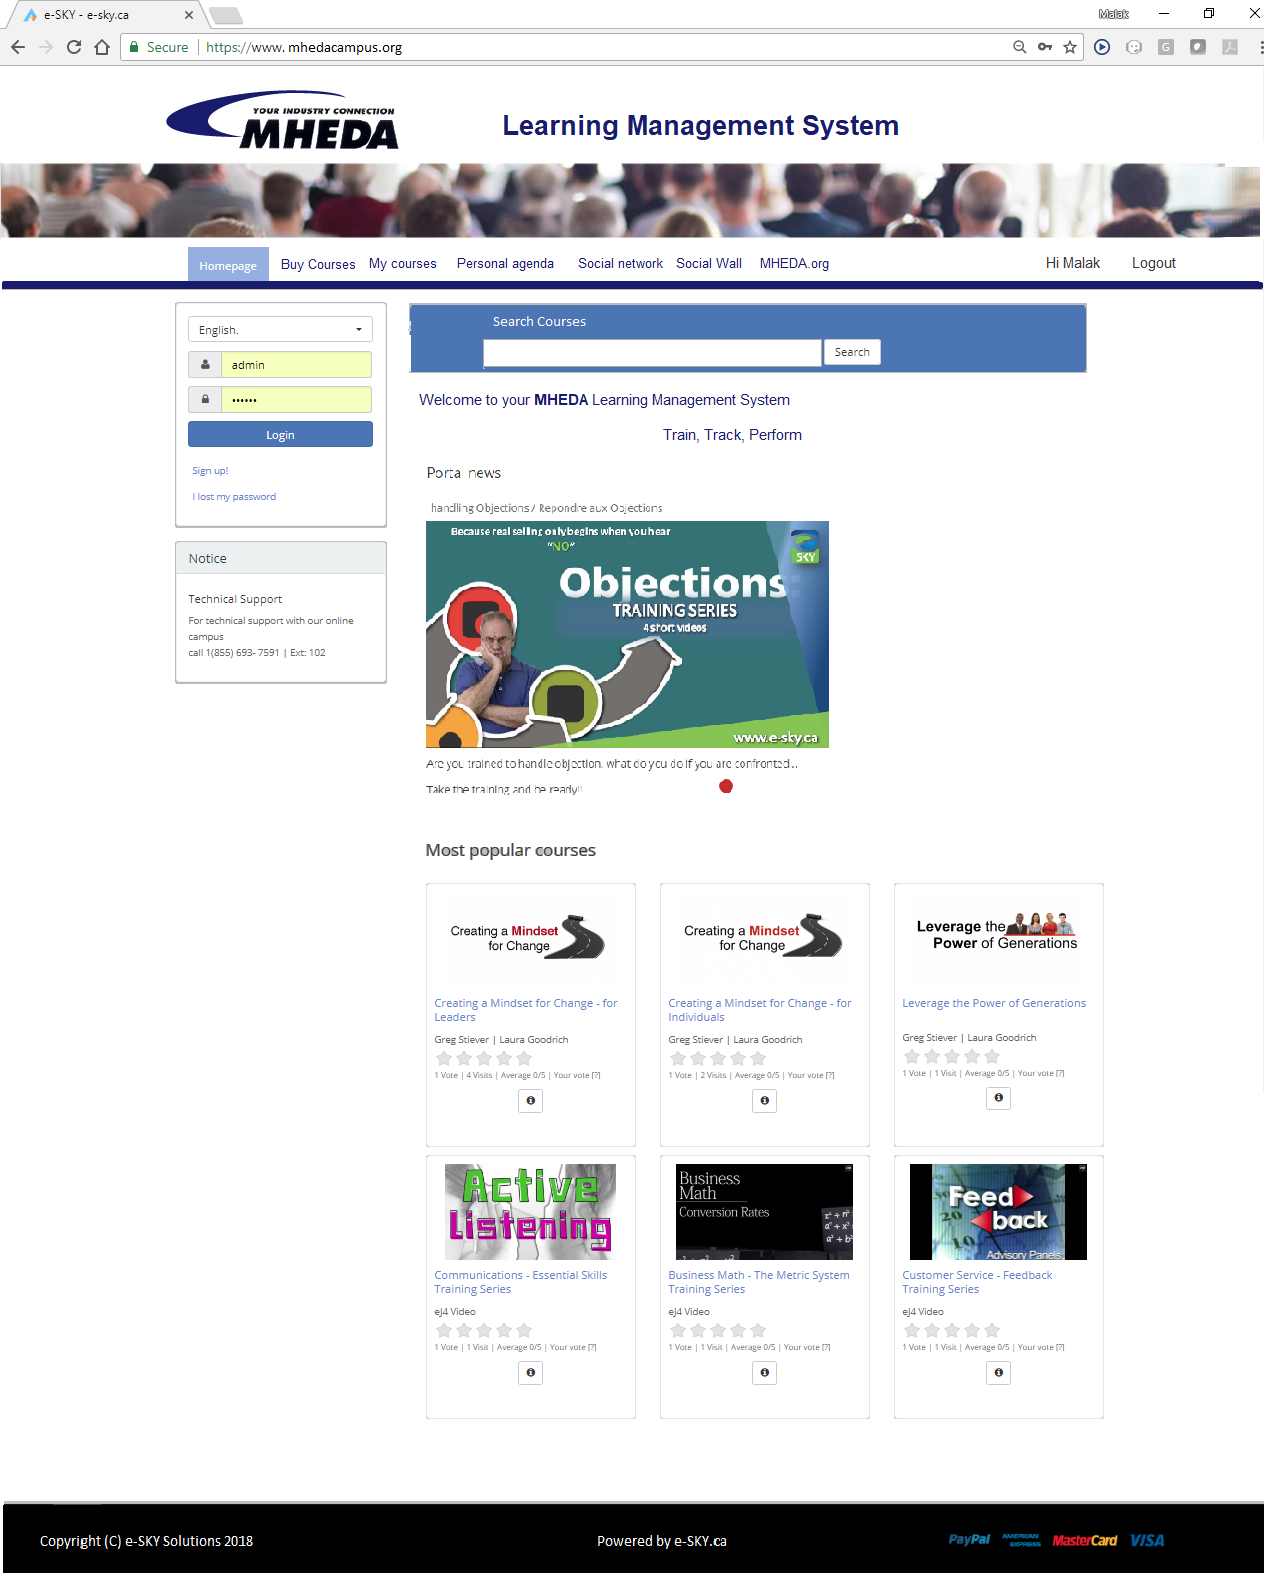 e-SKY - e-sky.ca
Malak
Secure https://www. mhedacampus.org
YOUR INDUSTRY CONNECTION
MHEDA
Learning Management System
Homepage Buy Courses My courses Personal agenda Social network Social Wall MHEDA.org Hi Malak Logout
English.
admin
••••••
Login
Sign up!
I lost my password
Notice
Technical Support
For technical support with our online
campus
call 1(855) 693- 7591 | Ext: 102
Search Courses
Search
Welcome to your MHEDA Learning Management System
Train, Track, Perform
Portal news
handling Objections / Repondre aux Objections
Because real selling only begins when you hear
"NO"
SKY
Objections
TRAINING SERIES
4 short videos
www.e-sky.ca
Are you trained to handle objection, what do you do if you are confronted...
Take the training and be ready!!
Most popular courses
Creating a Mindset
for Change
Creating a Mindset for Change - for
Leaders
Greg Stiever | Laura Goodrich
1 Vote | 4 Visits | Average 0/5 | Your vote [?]
Creating a Mindset
for Change
Creating a Mindset for Change - for
Individuals
Greg Stiever | Laura Goodrich
1 Vote | 2 Visits | Average 0/5 | Your vote [?]
Leverage the
Power of Generations
Leverage the Power of Generations
Greg Stiever | Laura Goodrich
1 Vote | 1 Visit | Average 0/5 | Your vote [?]
Active
listening
Communications - Essential Skills
Training Series
eJ4 Video
1 Vote | 1 Visit | Average 0/5 | Your vote [?]
Business
Math
Conversion Rates
Business Math - The Metric System
Training Series
eJ4 Video
1 Vote | 1 Visit | Average 0/5 | Your vote [?]
Feed
back
20
10
Advisory Panels
Customer Service - Feedback
Training Series
eJ4 Video
1 Vote | 1 Visit | Average 0/5 | Your vote [?]
Copyright (C) e-SKY Solutions 2018
Powered by e-SKY.ca
PayPal AMERICAN EXPRESS MasterCard VISA